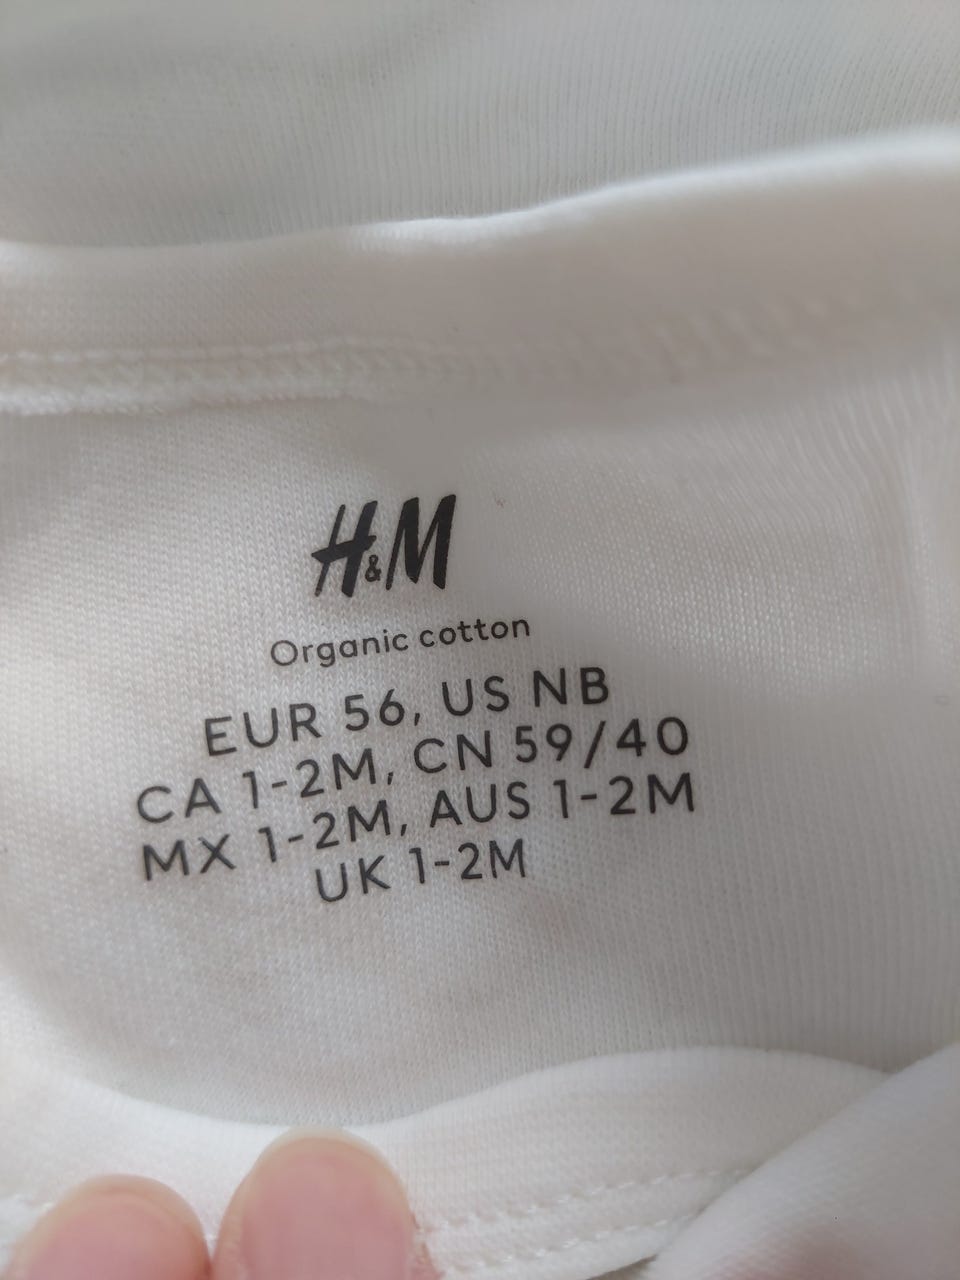 H&M
Organic cotton
EUR 56, US NB
CA 1-2M, CN 59/40
MX 1-2M, AUS 1-2M
UK 1-2M